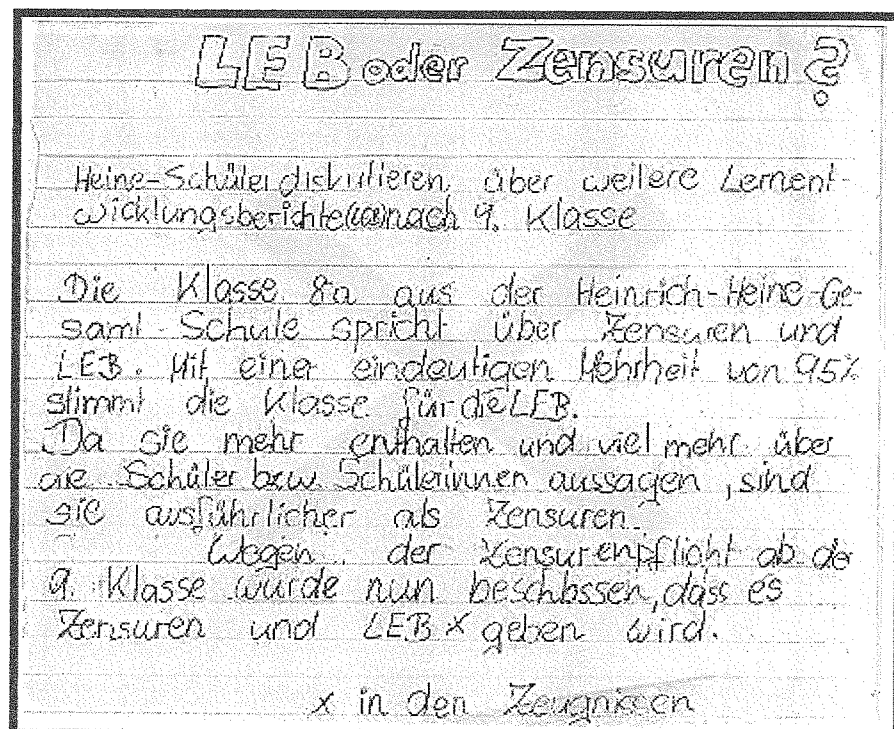 LEB oder Zensuren?
Heine-Schüler diskutieren über weitere Lernent-
wicklungsberichte nach 9. Klasse
Die Klasse 8a aus der Heinrich-Heine-Ge-
samt-Schule spricht über Zensuren und
LEB. Mit einer eindeutigen Mehrheit von 95%
stimmt die Klasse für die LEB.
Da sie mehr enthalten und viel mehr über
die Schüler bzw. Schülerinnen aussagen, sind
sie ausführlicher als Zensuren.
Wegen der Zensurenpflicht ab der
9. Klasse wurde nun beschlossen, dass es
Zensuren und LEB x geben wird.
x in den Zeugnissen